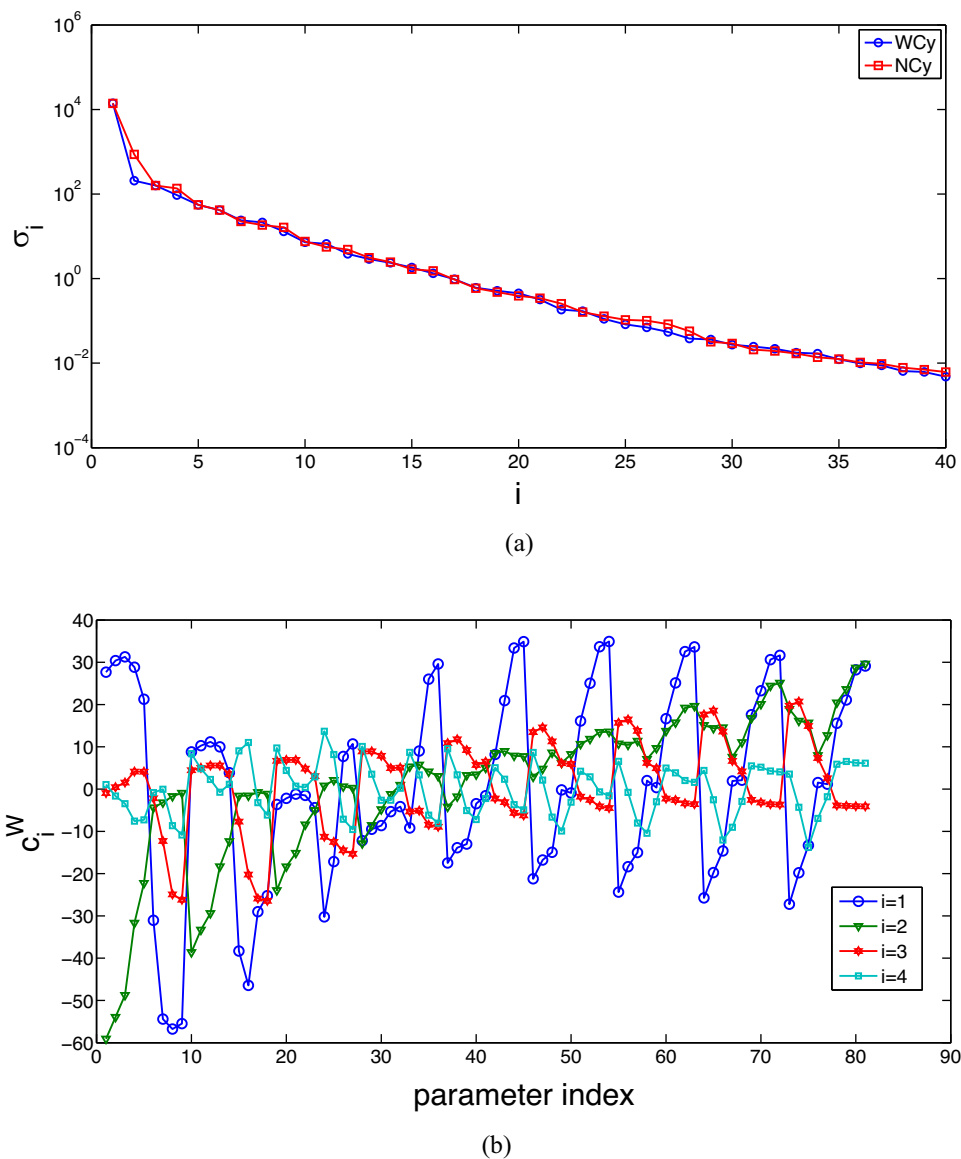 10^6
10^4
10^2
10^0
10^−2
10^−4
σ_i
0 5 10 15 20 25 30 35 40
i
WCy
NCy
(a)
40
30
20
10
0
−10
−20
−30
−40
−50
−60
c_i^W
0 10 20 30 40 50 60 70 80 90
parameter index
i=1
i=2
i=3
i=4
(b)